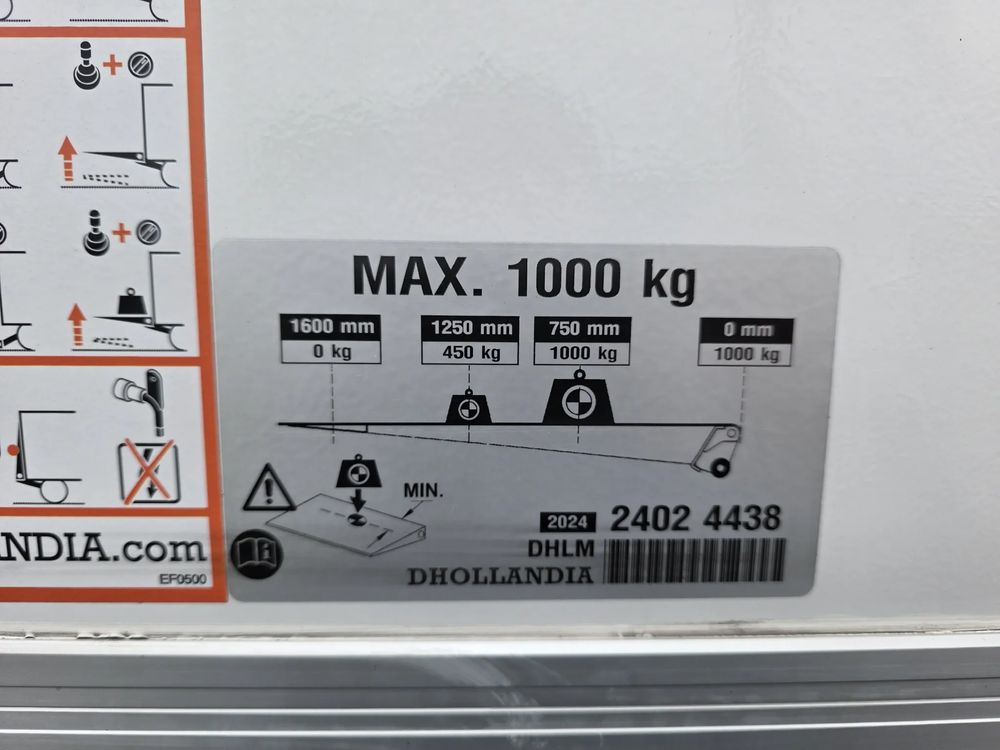 MAX. 1000 kg
1600 mm
0 kg
1250 mm
450 kg
750 mm
1000 kg
0 mm
1000 kg
MIN.
2024 2402 4438
DHLM
DHOLLANDIA
NDIA.com
EF0500